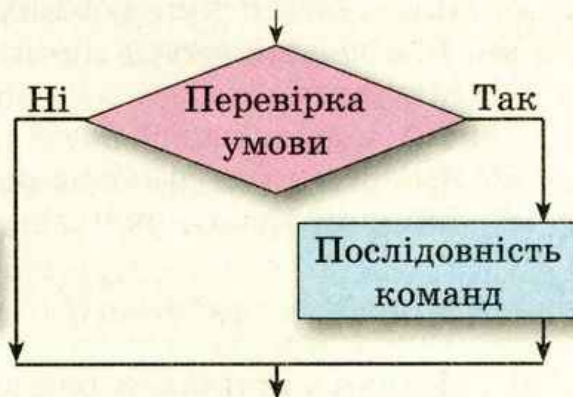 Ні
Перевірка
умови
Так
Послідовність
команд